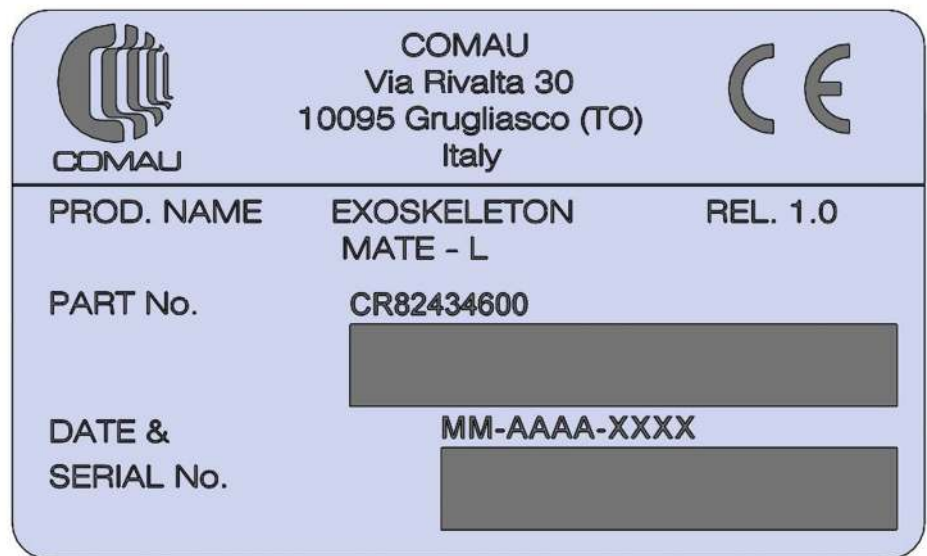 COMAU
Via Rivalta 30
10095 Grugliasco (TO)
Italy
CE
COMAU
PROD. NAME EXOSKELETON REL. 1.0
MATE - L
PART No. CR82434600
DATE & MM-AAAA-XXXX
SERIAL No.